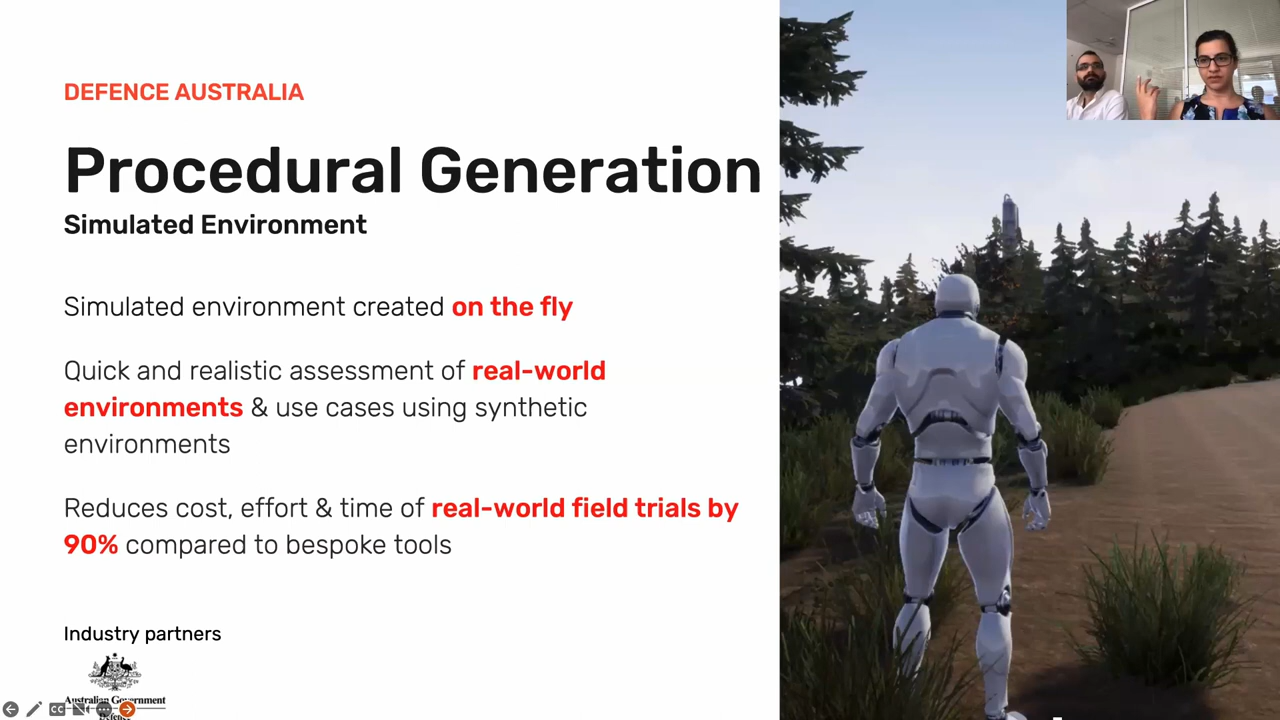 DEFENCE AUSTRALIA
Procedural Generation
Simulated Environment
Simulated environment created on the fly
Quick and realistic assessment of real-world
environments & use cases using synthetic
environments
Reduces cost, effort & time of real-world field trials by
90% compared to bespoke tools
Industry partners
Australian Government
Defence
CC